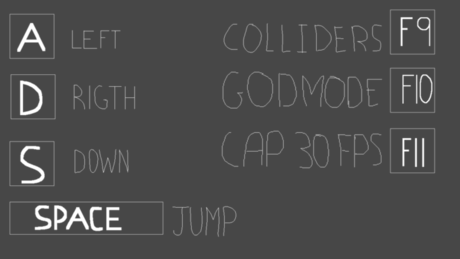 A LEFT COLLIDERS F9
D RIGTH GODMODE F10
S DOWN CAP 30 FPS F11
SPACE JUMP